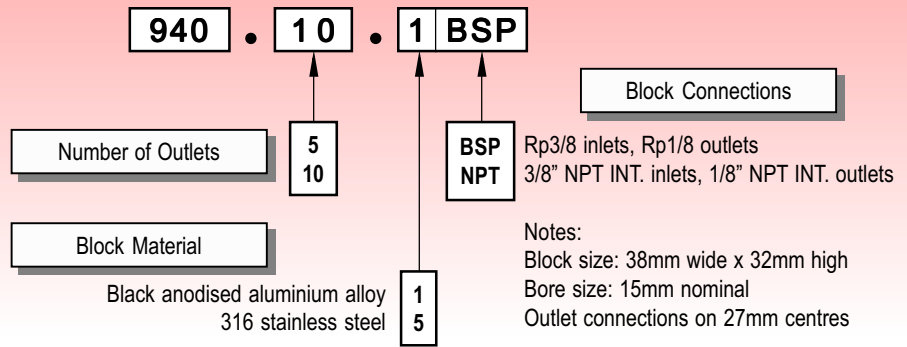 940 . 10 . 1 BSP
Block Connections
Number of Outlets
5
10
BSP Rp3/8 inlets, Rp1/8 outlets
NPT 3/8” NPT INT. inlets, 1/8” NPT INT. outlets
Block Material
Black anodised aluminium alloy 1
316 stainless steel 5
Notes:
Block size: 38mm wide x 32mm high
Bore size: 15mm nominal
Outlet connections on 27mm centres